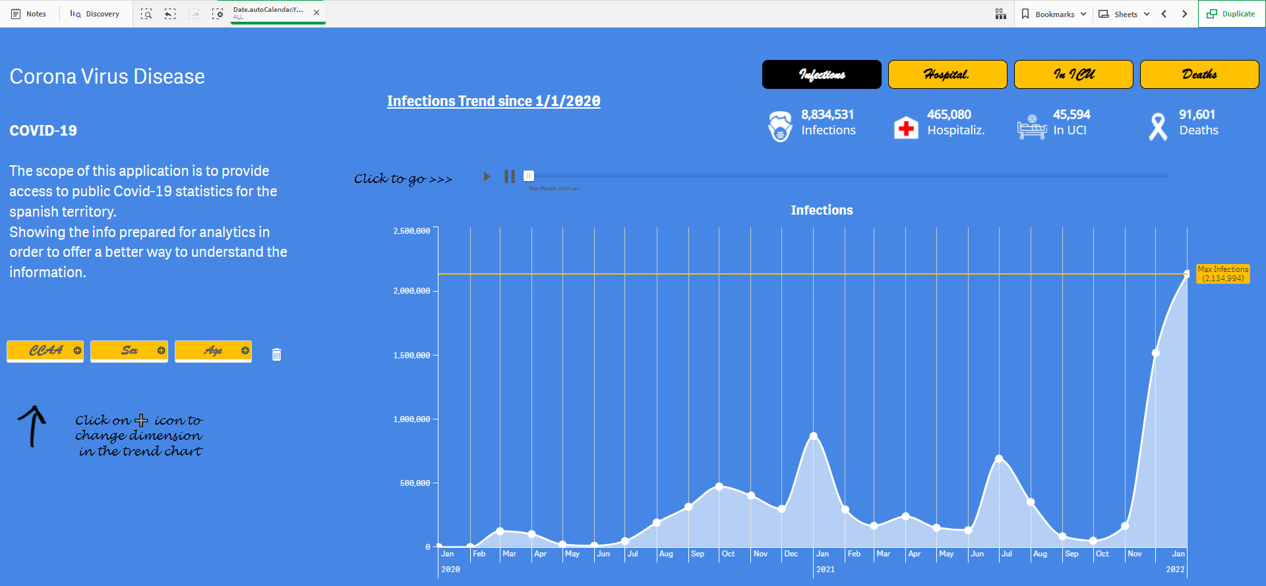 Notes
Discovery
Date.autoCalendar.Y...
ALL
Bookmarks
Sheets
Duplicate
Corona Virus Disease
Infections Trend since 1/1/2020
Infections
Hospital.
In ICU
Deaths
8,834,531
Infections
465,080
Hospitaliz.
45,594
In UCI
91,601
Deaths
COVID-19
The scope of this application is to provide
access to public Covid-19 statistics for the
spanish territory.
Showing the info prepared for analytics in
order to offer a better way to understand the
information.
Click to go >>>
Infections
2,500,000
2,000,000
1,500,000
1,000,000
500,000
0
Max Infections
(2,134,994)
Jan Feb Mar Apr May Jun Jul Aug Sep Oct Nov Dec Jan Feb Mar Apr May Jun Jul Aug Sep Oct Nov Jan
2020 2021 2022
CCAA
Sex
Age
Click on + icon to
change dimension
in the trend chart